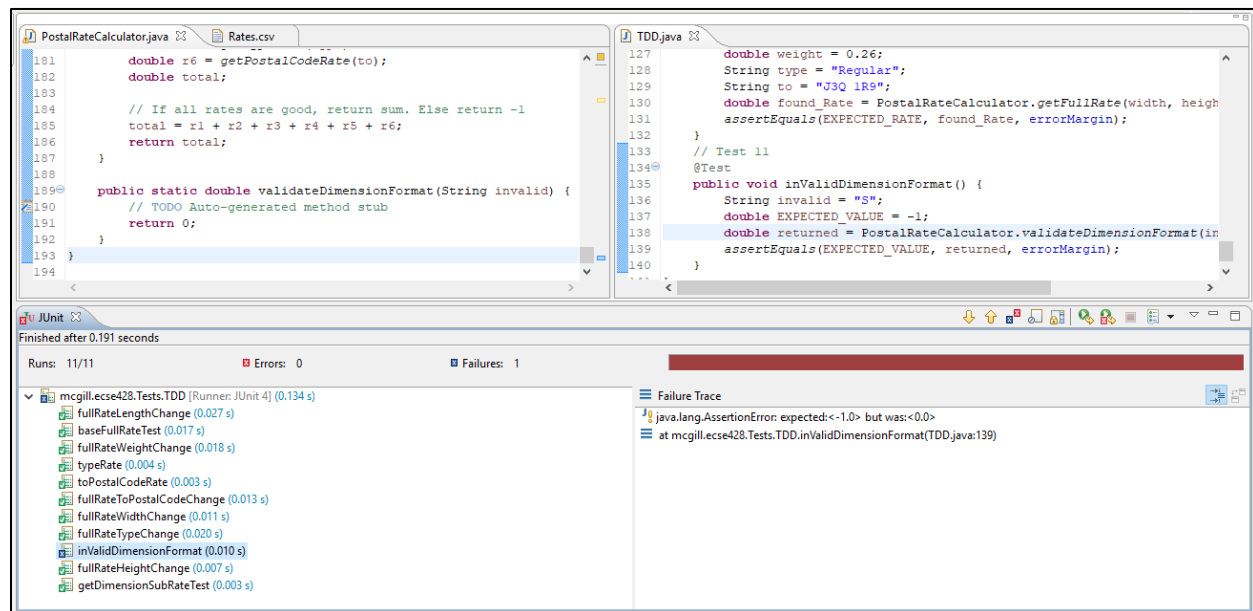 PostalRateCalculator.java
Rates.csv
181 double r6 = getPostalCodeRate(to);
182 double total;
183
184 // If all rates are good, return sum. Else return -1
185 total = r1 + r2 + r3 + r4 + r5 + r6;
186 return total;
187 }
188
189 public static double validateDimensionFormat(String invalid) {
190 // TODO Auto-generated method stub
191 return 0;
192 }
193 }
194
TDD.java
127 double weight = 0.26;
128 String type = "Regular";
129 String to = "J3Q 1R9";
130 double found_Rate = PostalRateCalculator.getFullRate(width, heigh
131 assertEquals(EXPECTED_RATE, found_Rate, errorMargin);
132 }
133 // Test 11
134 @Test
135 public void inValidDimensionFormat() {
136 String invalid = "S";
137 double EXPECTED_VALUE = -1;
138 double returned = PostalRateCalculator.validateDimensionFormat(in
139 assertEquals(EXPECTED_VALUE, returned, errorMargin);
140 }
JUnit
Finished after 0.191 seconds
Runs: 11/11 Errors: 0 Failures: 1
mcgill.ecse428.Tests.TDD [Runner: JUnit 4] (0.134 s)
fullRateLengthChange (0.027 s)
baseFullRateTest (0.017 s)
fullRateWeightChange (0.018 s)
typeRate (0.004 s)
toPostalCodeRate (0.003 s)
fullRateToPostalCodeChange (0.013 s)
fullRateWidthChange (0.011 s)
fullRateTypeChange (0.020 s)
inValidDimensionFormat (0.010 s)
fullRateHeightChange (0.007 s)
getDimensionSubRateTest (0.003 s)
Failure Trace
java.lang.AssertionError: expected:<-1.0> but was:<0.0>
at mcgill.ecse428.Tests.TDD.inValidDimensionFormat(TDD.java:139)